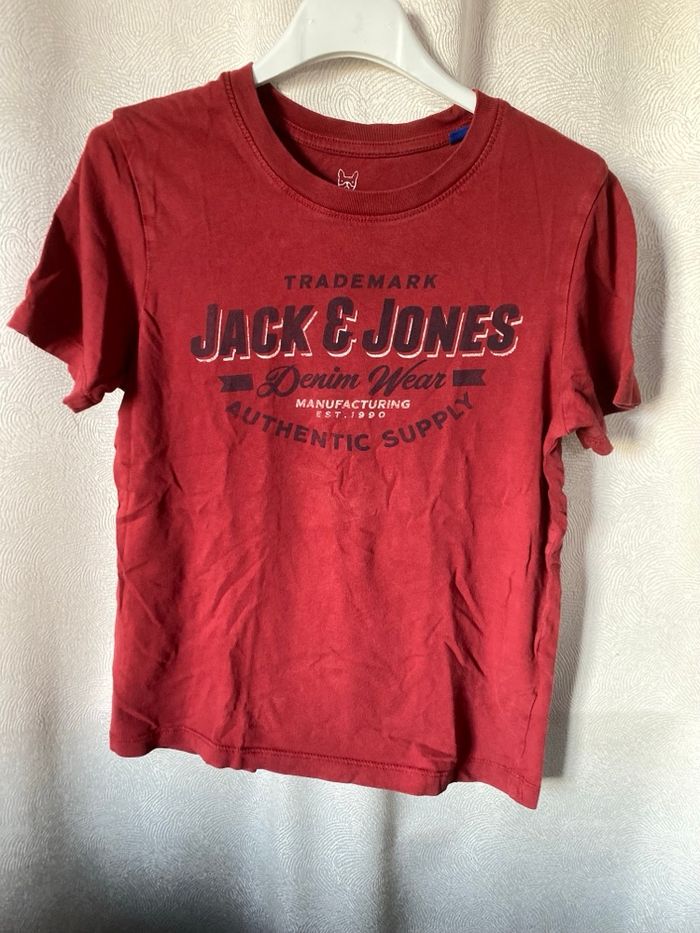 TRADEMARK
JACK & JONES
Denim Wear
MANUFACTURING
EST. 1990
AUTHENTIC SUPPLY